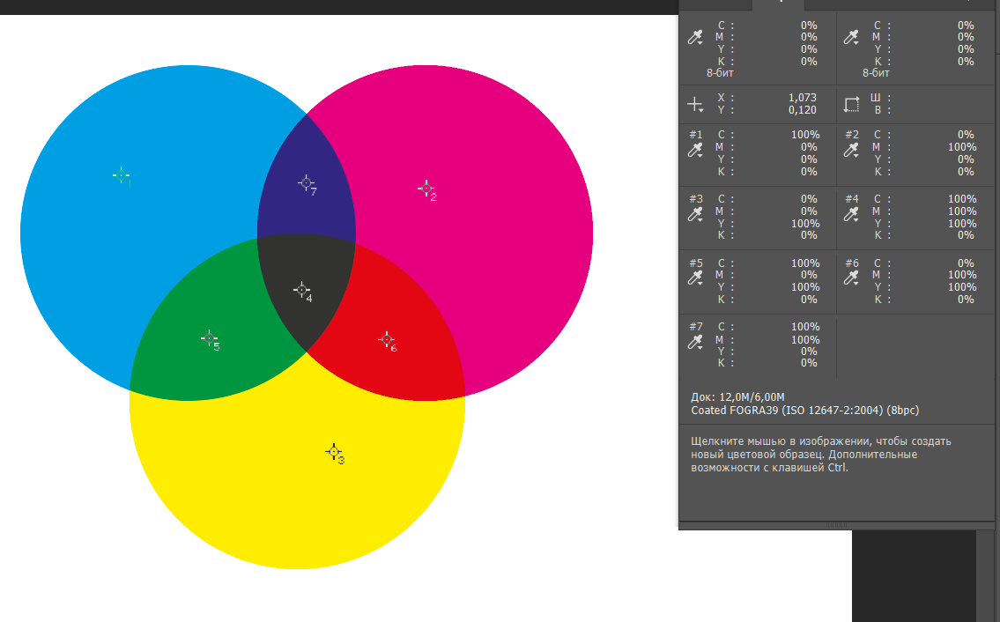 C : 0% C : 0%
M : 0% M : 0%
Y : 0% Y : 0%
K : 0% K : 0%
8-бит 8-бит
X : 1,073 Ш :
Y : 0,120 В :
#1 C : 100% #2 C : 0%
M : 0% M : 100%
Y : 0% Y : 0%
K : 0% K : 0%
#3 C : 0% #4 C : 100%
M : 0% M : 100%
Y : 100% Y : 100%
K : 0% K : 0%
#5 C : 100% #6 C : 0%
M : 0% M : 100%
Y : 100% Y : 100%
K : 0% K : 0%
#7 C : 100%
M : 100%
Y : 0%
K : 0%
Док: 12,0M/6,00M
Coated FOGRA39 (ISO 12647-2:2004) (8bpc)
Щелкните мышью в изображении, чтобы создать
новый цветовой образец. Дополнительные
возможности с клавишей Ctrl.
1
7
2
4
5
6
3